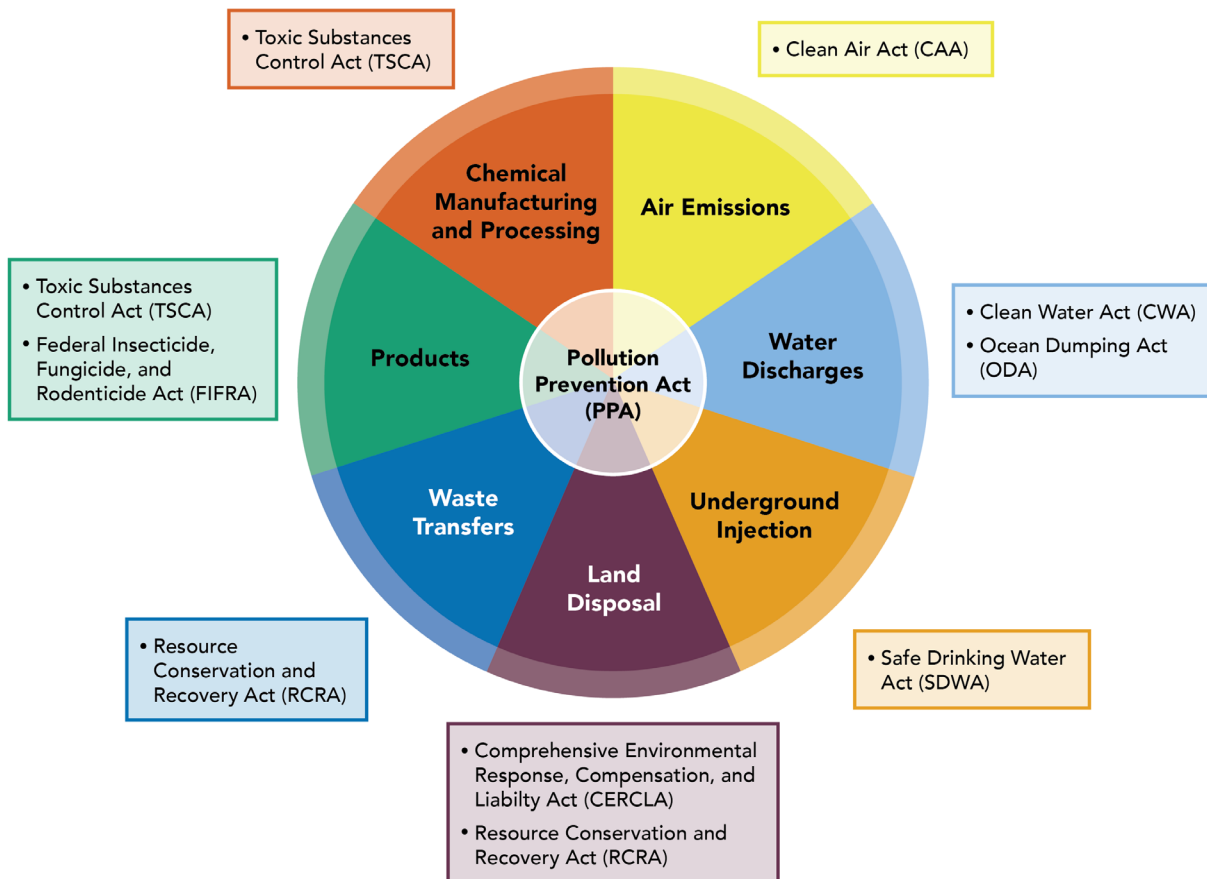 • Toxic Substances
Control Act (TSCA)
• Clean Air Act (CAA)
Chemical
Manufacturing
and Processing
Air Emissions
• Toxic Substances
Control Act (TSCA)
• Federal Insecticide,
Fungicide, and
Rodenticide Act (FIFRA)
Products
Pollution
Prevention Act
(PPA)
Water
Discharges
• Clean Water Act (CWA)
• Ocean Dumping Act
(ODA)
Waste
Transfers
Land
Disposal
Underground
Injection
• Resource
Conservation and
Recovery Act (RCRA)
• Safe Drinking Water
Act (SDWA)
• Comprehensive Environmental
Response, Compensation, and
Liabilty Act (CERCLA)
• Resource Conservation and
Recovery Act (RCRA)